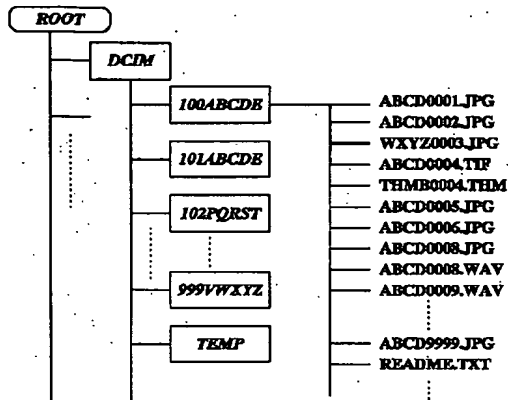 ROOT
DCIM
100ABCDE
101ABCDE
102PQRST
999VWXYZ
TEMP
ABCD0001.JPG
ABCD0002.JPG
WXYZ0003.JPG
ABCD0004.TIF
THMB0004.THM
ABCD0005.JPG
ABCD0006.JPG
ABCD0008.JPG
ABCD0008.WAV
ABCD0009.WAV
ABCD9999.JPG
README.TXT